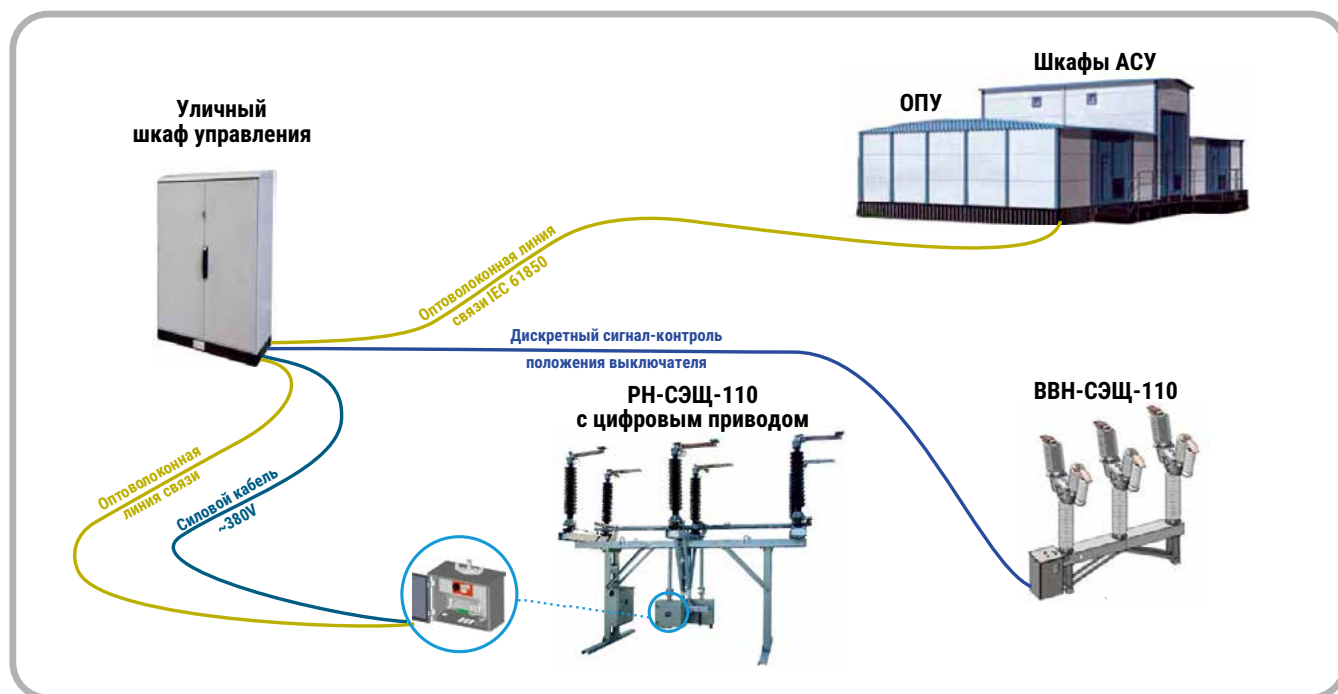 Шкафы АСУ
ОПУ
Уличный
шкаф управления
Оптоволоконная линия
связи IEC 61850
Дискретный сигнал-контроль
положения выключателя
РН-СЭЩ-110
с цифровым приводом
ВВН-СЭЩ-110
Оптоволоконная
линия связи
Силовой кабель
~380V